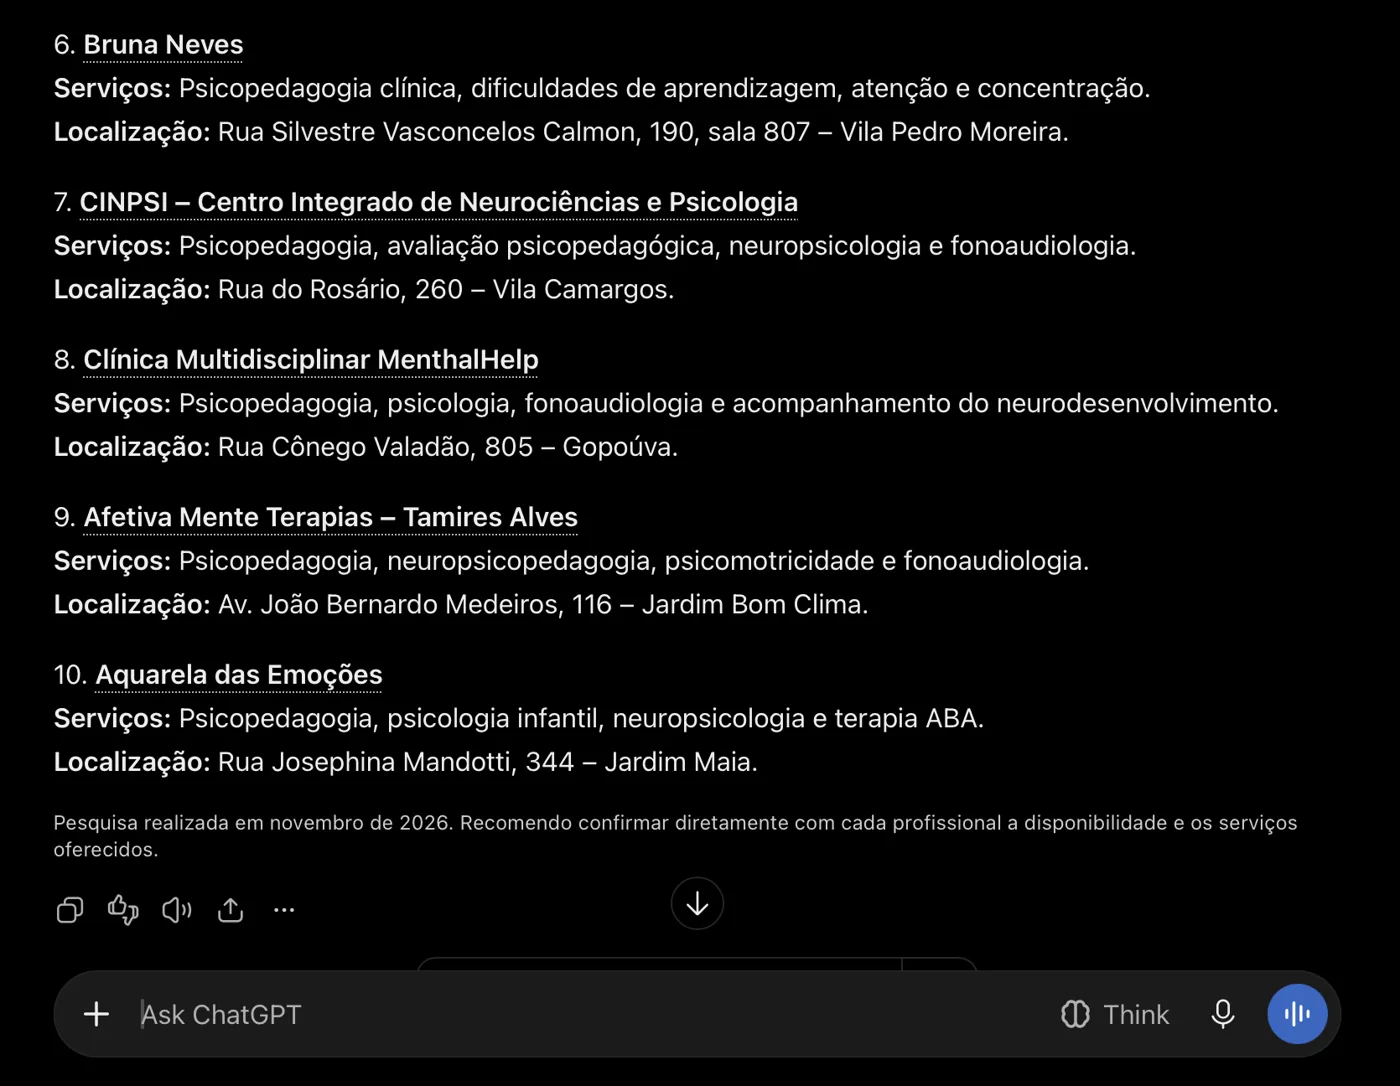 6. Bruna Neves
Serviços: Psicopedagogia clínica, dificuldades de aprendizagem, atenção e concentração.
Localização: Rua Silvestre Vasconcelos Calmon, 190, sala 807 – Vila Pedro Moreira.
7. CINPSI – Centro Integrado de Neurociências e Psicologia
Serviços: Psicopedagogia, avaliação psicopedagógica, neuropsicologia e fonoaudiologia.
Localização: Rua do Rosário, 260 – Vila Camargos.
8. Clínica Multidisciplinar MenthalHelp
Serviços: Psicopedagogia, psicologia, fonoaudiologia e acompanhamento do neurodesenvolvimento.
Localização: Rua Cônego Valadão, 805 – Gopoúva.
9. Afetiva Mente Terapias – Tamires Alves
Serviços: Psicopedagogia, neuropsicopedagogia, psicomotricidade e fonoaudiologia.
Localização: Av. João Bernardo Medeiros, 116 – Jardim Bom Clima.
10. Aquarela das Emoções
Serviços: Psicopedagogia, psicologia infantil, neuropsicologia e terapia ABA.
Localização: Rua Josephina Mandotti, 344 – Jardim Maia.
Pesquisa realizada em novembro de 2026. Recomendo confirmar diretamente com cada profissional a disponibilidade e os serviços
oferecidos.
Ask ChatGPT
Think